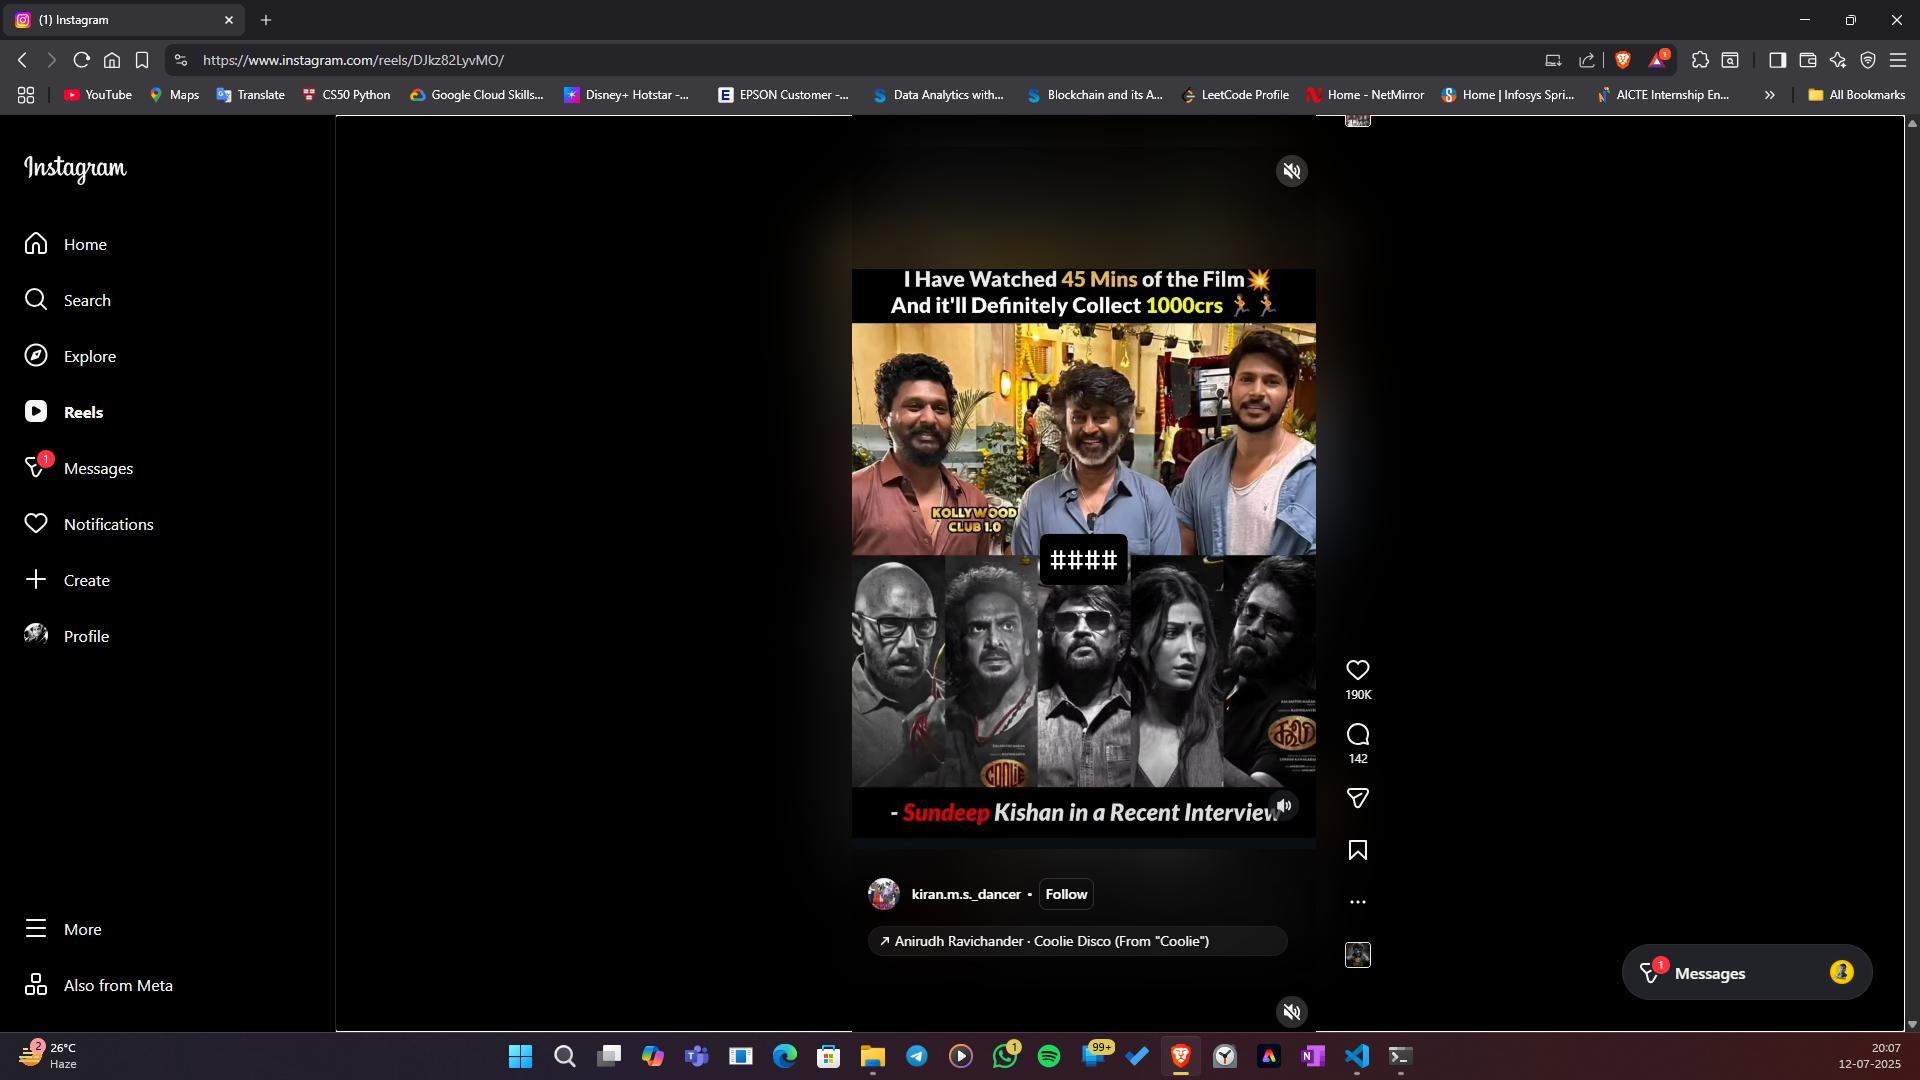 (1) Instagram
https://www.instagram.com/reels/DJkz82LyvMO/
1
YouTube
Maps
Translate
CS50 Python
Google Cloud Skills...
Disney+ Hotstar -...
EPSON Customer -...
Data Analytics with...
Blockchain and its A...
LeetCode Profile
Home - NetMirror
Home | Infosys Spri...
AICTE Internship En...
All Bookmarks
Instagram
Home
Search
Explore
Reels
1
Messages
Notifications
Create
Profile
More
Also from Meta
I Have Watched 45 Mins of the Film💥
And it'll Definitely Collect 1000crs 🏃🏃
KOLLYWOOD
CLUB 1.0
####
COOLIE
கூலி
- Sundeep Kishan in a Recent Interview
190K
142
kiran.m.s._dancer •
Follow
Anirudh Ravichander · Coolie Disco (From "Coolie")
1
Messages
2
26°C
Haze
1
99+
20:07
12-07-2025